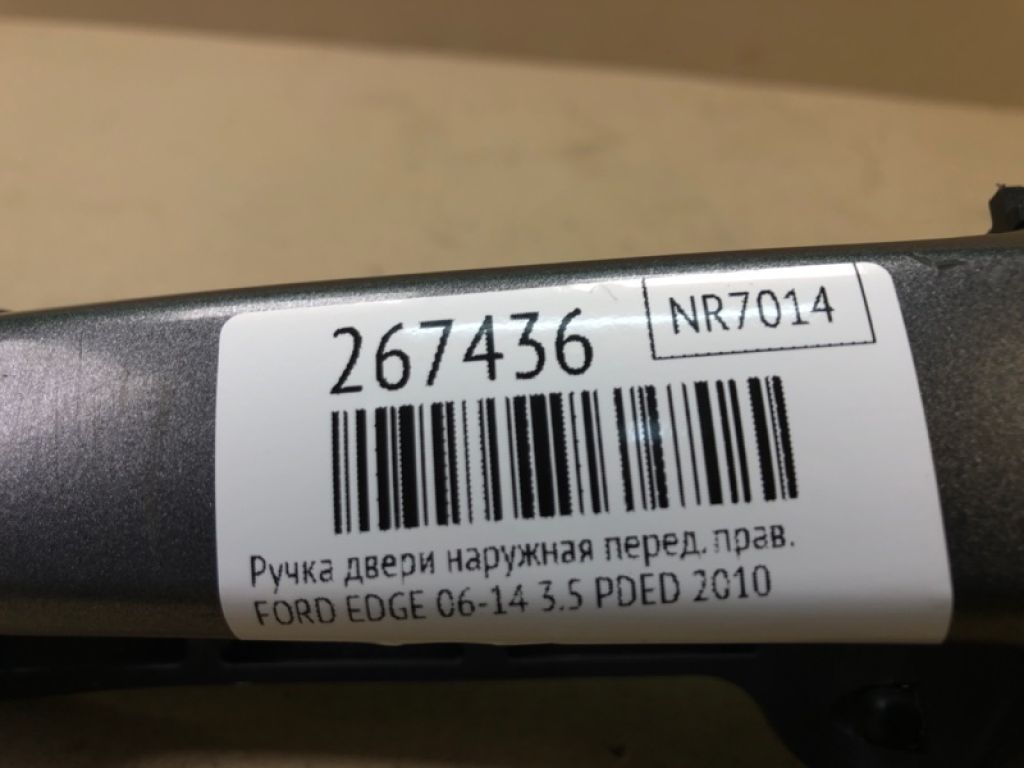 267436
NR7014
Ручка двери наружная перед. прав.
FORD EDGE 06-14 3.5 PDED 2010